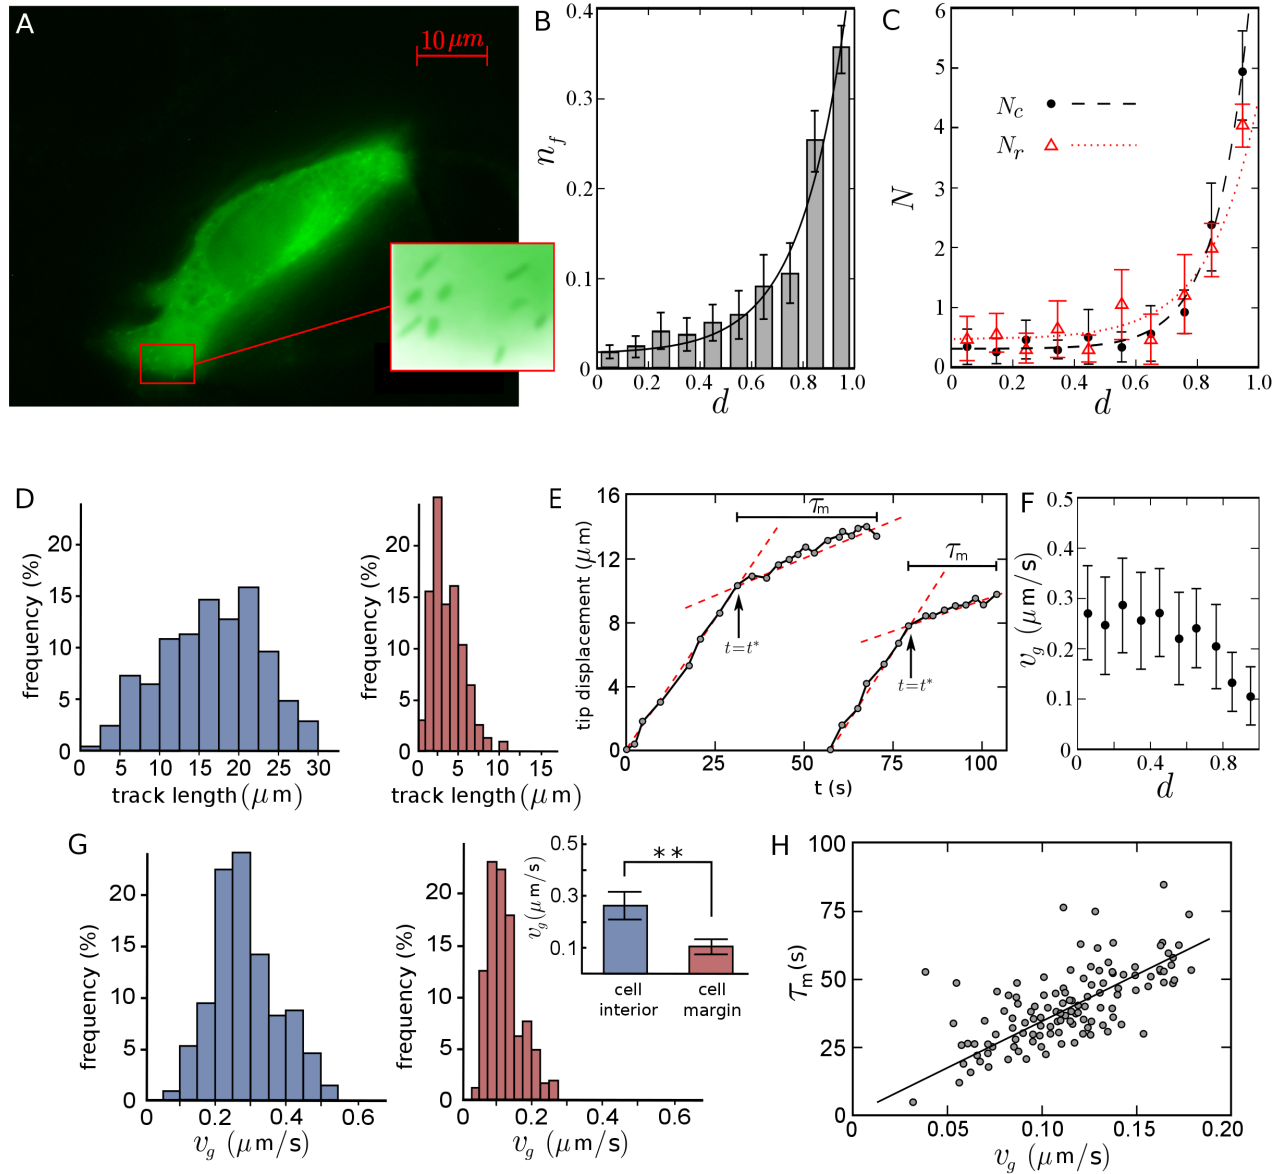 A
10 μm
B
n_f
0.4
0.3
0.2
0.1
0
0 0.2 0.4 0.6 0.8 1.0
d
C
N
6
5
4
3
2
1
0
N_c
N_r
0 0.2 0.4 0.6 0.8 1.0
d
D
frequency (%)
20
15
10
5
0
0 5 10 15 20 25 30
track length (μm)
frequency (%)
20
15
10
5
0
0 5 10 15
track length (μm)
E
tip displacement (μm)
16
12
8
4
0
τ_m
τ_m
t=t*
t=t*
0 25 50 75 100
t (s)
F
v_g (μm/s)
0.5
0.4
0.3
0.2
0.1
0
0 0.4 0.8
d
G
frequency (%)
20
15
10
5
0
0 0.2 0.4 0.6
v_g (μm/s)
frequency (%)
20
15
10
5
0
0 0.2 0.4 0.6
v_g (μm/s)
v_g (μm/s)
0.5
0.3
0.1
**
cell interior
cell margin
H
τ_m (s)
100
75
50
25
0
0 0.05 0.10 0.15 0.20
v_g (μm/s)